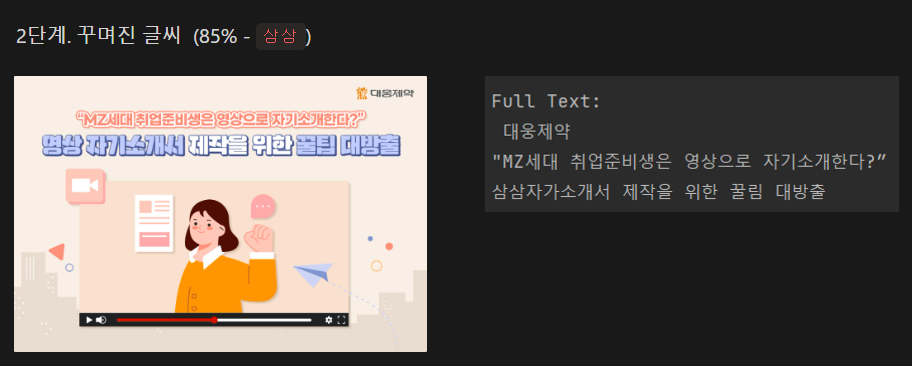 2단계. 꾸며진 글씨 (85% - 삼삼)
대웅제약
“MZ세대 취업준비생은 영상으로 자기소개한다?”
영상 자기소개서 제작을 위한 꿀팁 대방출
Full Text:
대웅제약
"MZ세대 취업준비생은 영상으로 자기소개한다?”
삼삼자가소개서 제작을 위한 꿀림 대방출